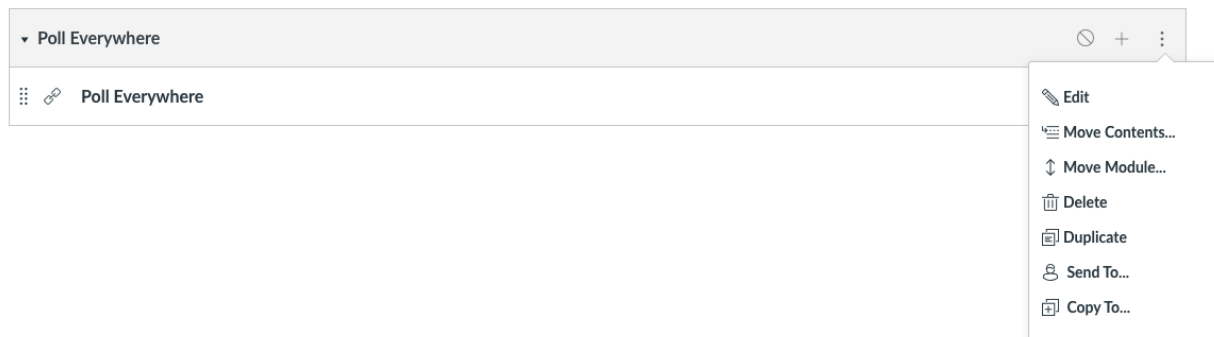 Poll Everywhere
Poll Everywhere
Edit
Move Contents...
Move Module...
Delete
Duplicate
Send To...
Copy To...